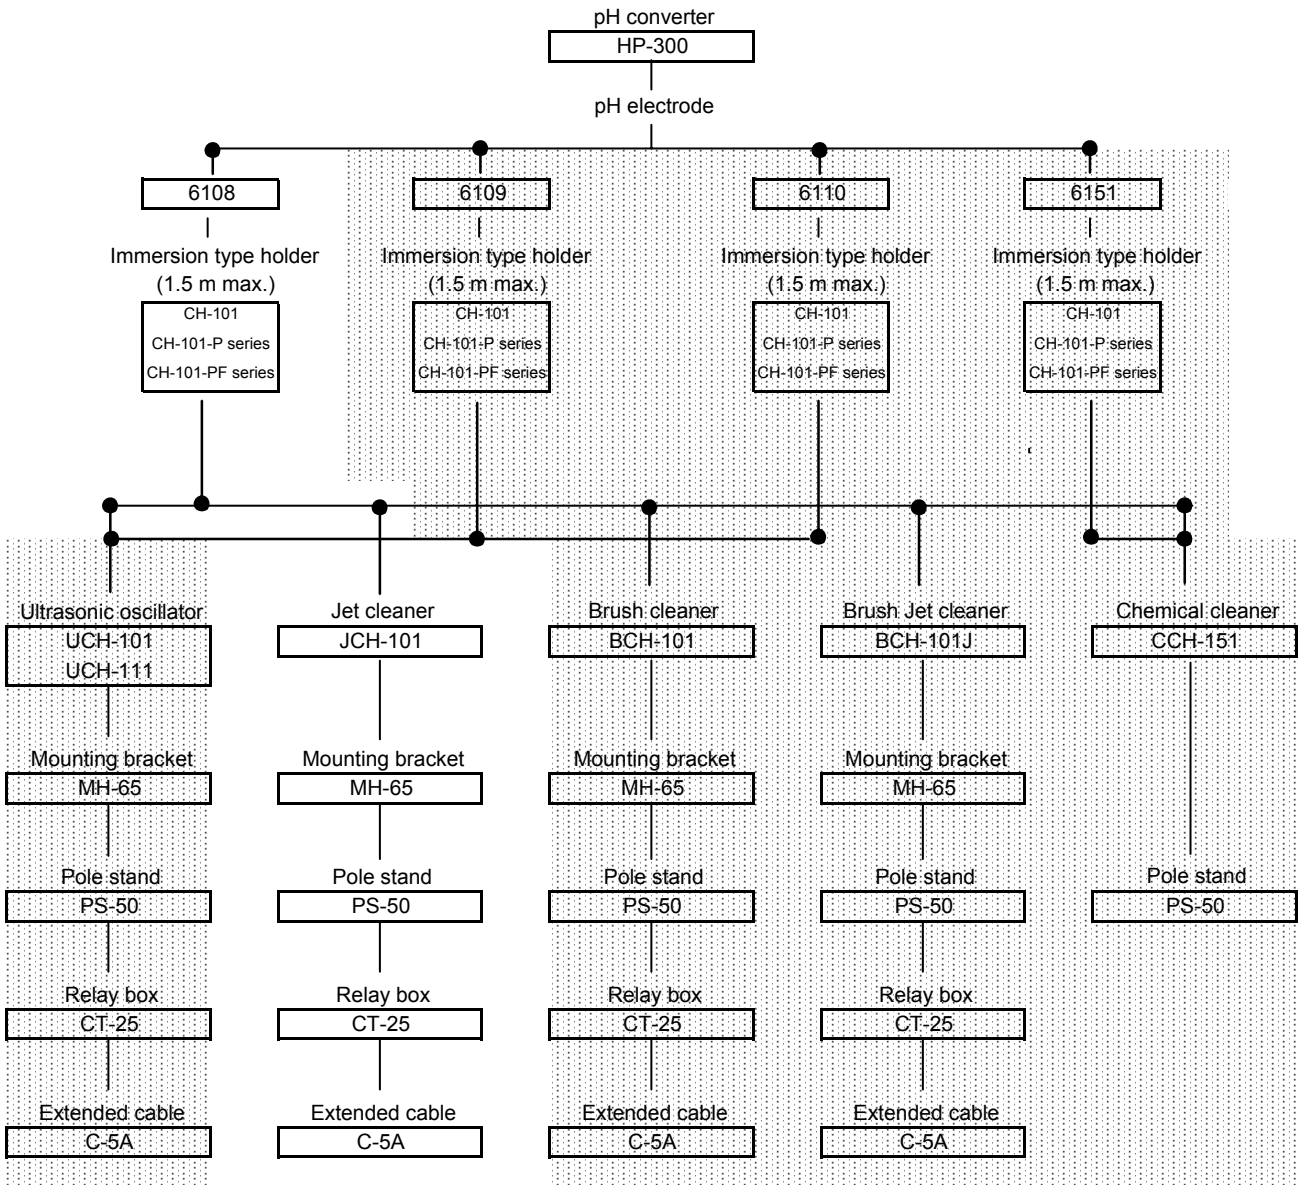 pH converter
HP-300
pH electrode
6108
6109
6110
6151
Immersion type holder
(1.5 m max.)
Immersion type holder
(1.5 m max.)
Immersion type holder
(1.5 m max.)
Immersion type holder
(1.5 m max.)
CH-101
CH-101-P series
CH-101-PF series
CH-101
CH-101-P series
CH-101-PF series
CH-101
CH-101-P series
CH-101-PF series
CH-101
CH-101-P series
CH-101-PF series
Ultrasonic oscillator
UCH-101
UCH-111
Jet cleaner
JCH-101
Brush cleaner
BCH-101
Brush Jet cleaner
BCH-101J
Chemical cleaner
CCH-151
Mounting bracket
MH-65
Mounting bracket
MH-65
Mounting bracket
MH-65
Mounting bracket
MH-65
Pole stand
PS-50
Pole stand
PS-50
Pole stand
PS-50
Pole stand
PS-50
Pole stand
PS-50
Relay box
CT-25
Relay box
CT-25
Relay box
CT-25
Relay box
CT-25
Extended cable
C-5A
Extended cable
C-5A
Extended cable
C-5A
Extended cable
C-5A